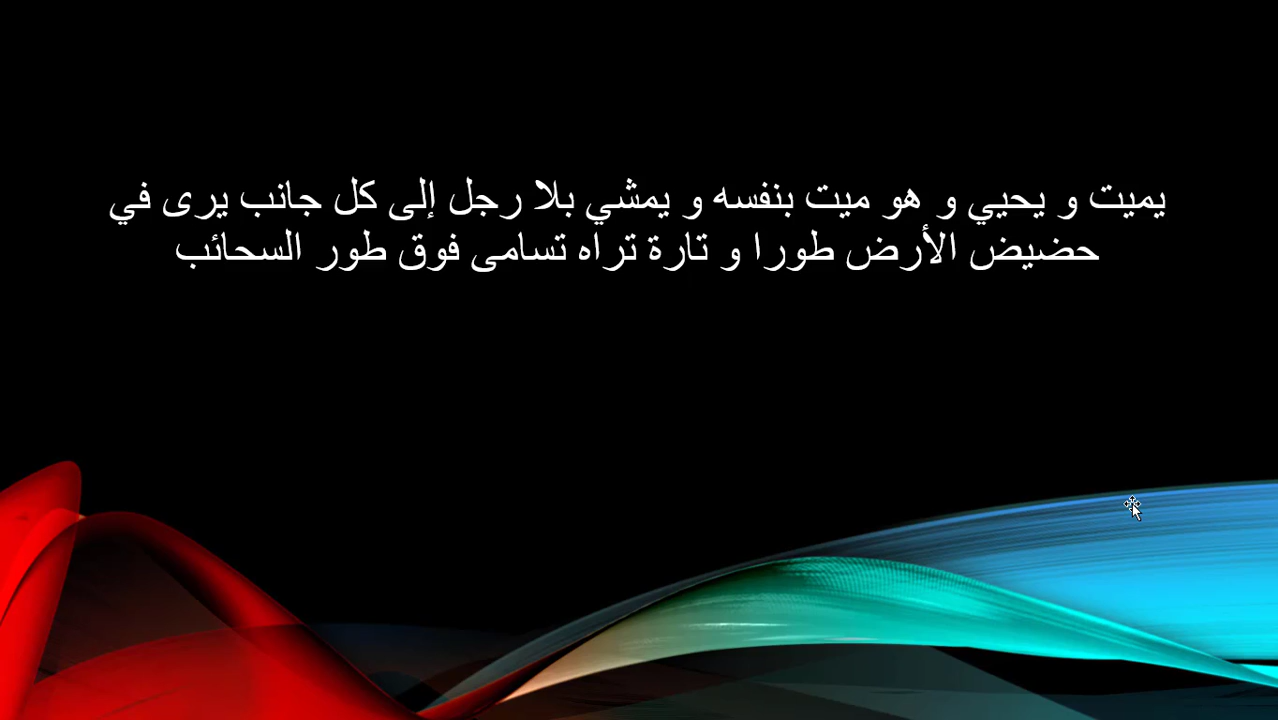 يميت و يحيي و هو ميت بنفسه و يمشي بلا رجل إلى كل جانب يرى في
حضيض الأرض طورا و تارة تراه تسامى فوق طور السحائب